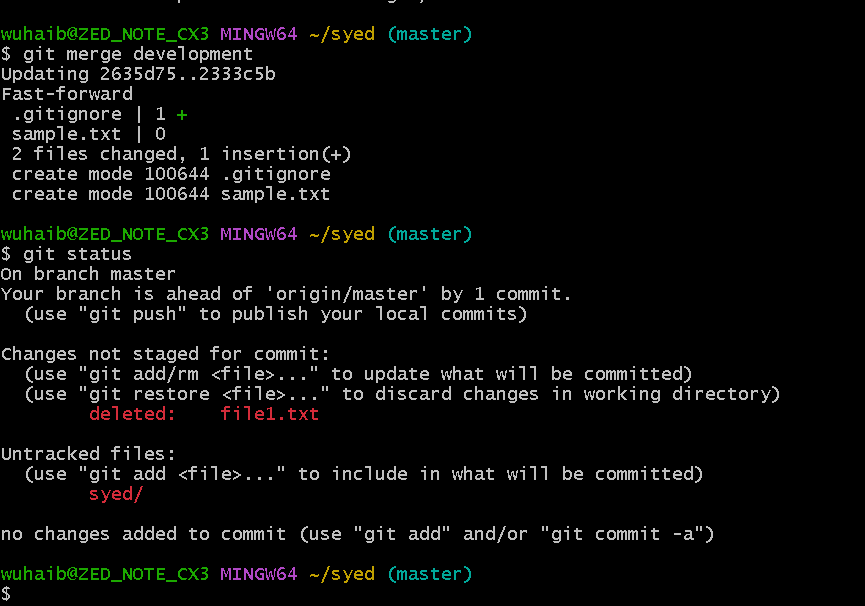 wuhaib@ZED_NOTE_CX3 MINGW64 ~/syed (master)
$ git merge development
Updating 2635d75..2333c5b
Fast-forward
 .gitignore | 1 +
 sample.txt | 0
 2 files changed, 1 insertion(+)
 create mode 100644 .gitignore
 create mode 100644 sample.txt

wuhaib@ZED_NOTE_CX3 MINGW64 ~/syed (master)
$ git status
On branch master
Your branch is ahead of 'origin/master' by 1 commit.
  (use "git push" to publish your local commits)

Changes not staged for commit:
  (use "git add/rm <file>..." to update what will be committed)
  (use "git restore <file>..." to discard changes in working directory)
        deleted:    file1.txt

Untracked files:
  (use "git add <file>..." to include in what will be committed)
        syed/

no changes added to commit (use "git add" and/or "git commit -a")

wuhaib@ZED_NOTE_CX3 MINGW64 ~/syed (master)
$